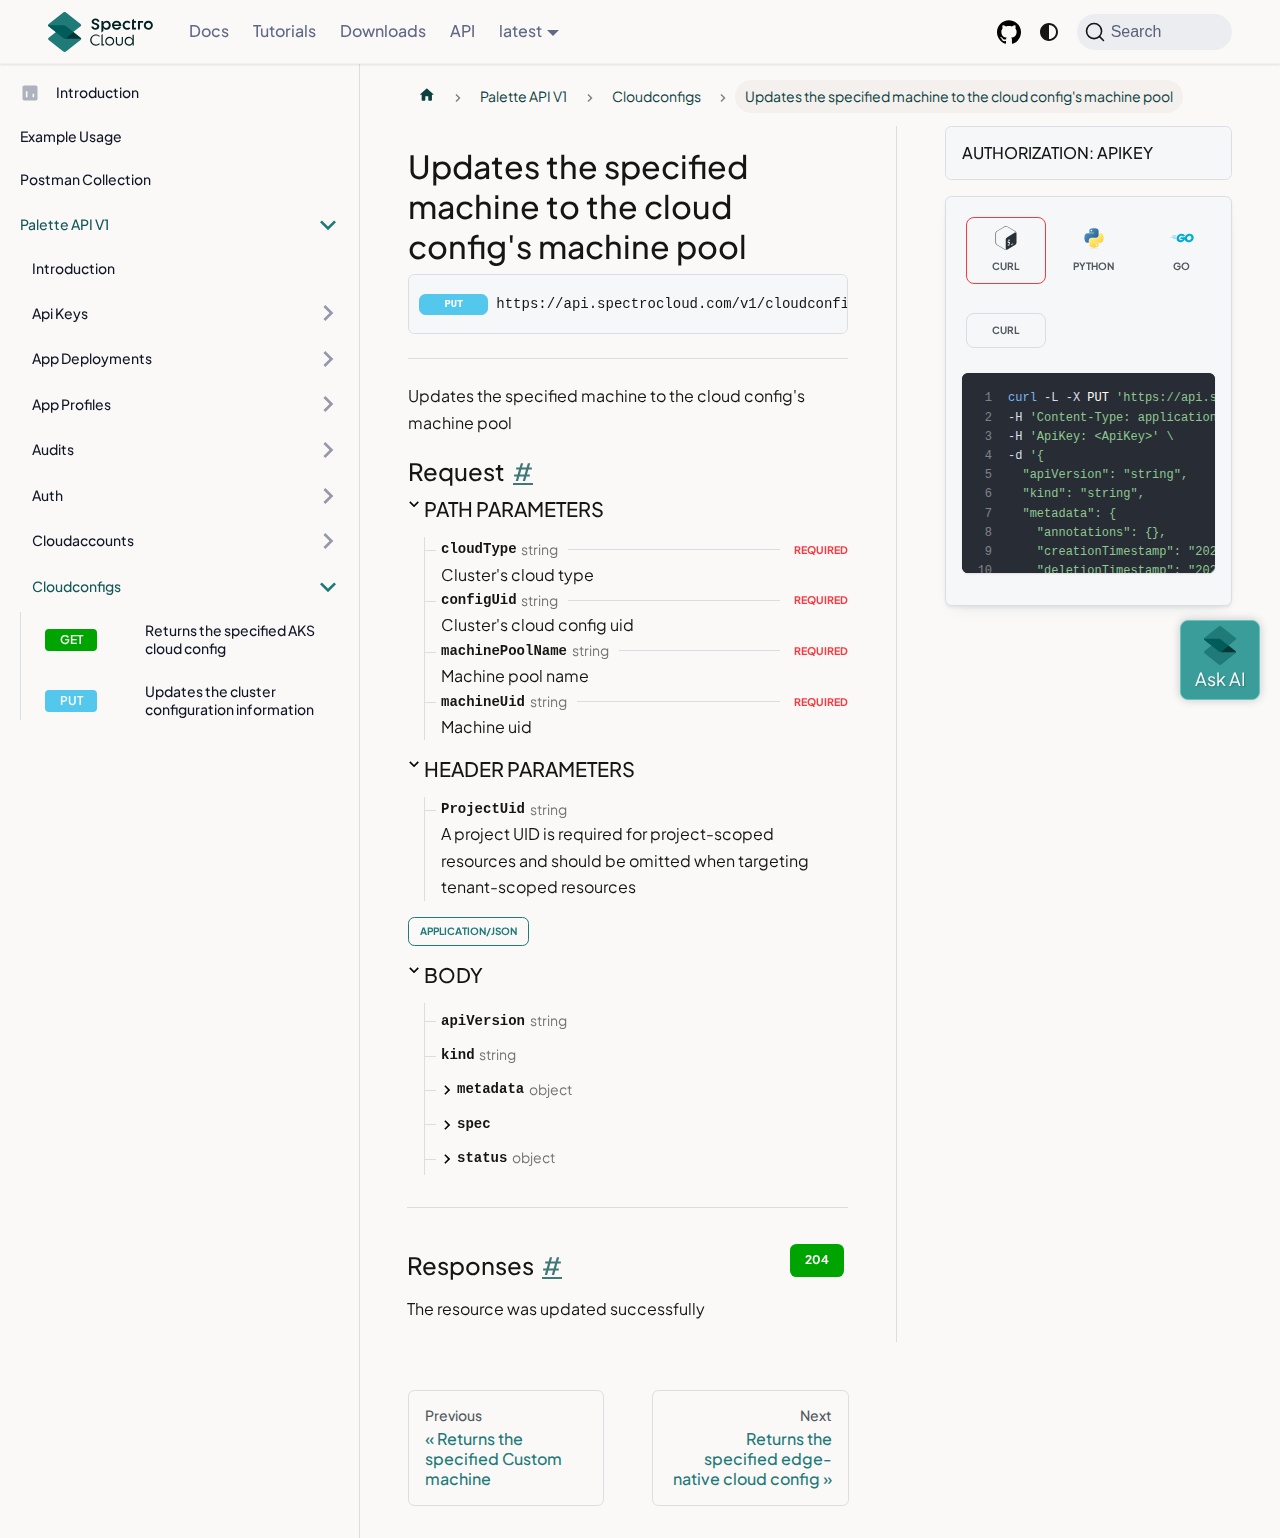 Spectro
Cloud
Docs
Tutorials
Downloads
API
latest
Search
Introduction
Example Usage
Postman Collection
Palette API V1
Introduction
Api Keys
App Deployments
App Profiles
Audits
Auth
Cloudaccounts
Cloudconfigs
GET
Returns the specified AKS
cloud config
PUT
Updates the cluster
configuration information
Palette API V1
Cloudconfigs
Updates the specified machine to the cloud config's machine pool
Updates the specified
machine to the cloud
config's machine pool
PUT https://api.spectrocloud.com/v1/cloudconfi
Updates the specified machine to the cloud config's
machine pool
Request #
PATH PARAMETERS
cloudType string REQUIRED
Cluster's cloud type
configUid string REQUIRED
Cluster's cloud config uid
machinePoolName string REQUIRED
Machine pool name
machineUid string REQUIRED
Machine uid
HEADER PARAMETERS
ProjectUid string
A project UID is required for project-scoped
resources and should be omitted when targeting
tenant-scoped resources
APPLICATION/JSON
BODY
apiVersion string
kind string
metadata object
spec
status object
Responses #
204
The resource was updated successfully
Previous
« Returns the
specified Custom
machine
Next
Returns the
specified edge-
native cloud config »
AUTHORIZATION: APIKEY
CURL
PYTHON
GO
GO
CURL
1 curl -L -X PUT 'https://api.s
2 -H 'Content-Type: application
3 -H 'ApiKey: <ApiKey>' \
4 -d '{
5 "apiVersion": "string",
6 "kind": "string",
7 "metadata": {
8 "annotations": {},
9 "creationTimestamp": "202
10 "deletionTimestamp": "202
Ask AI